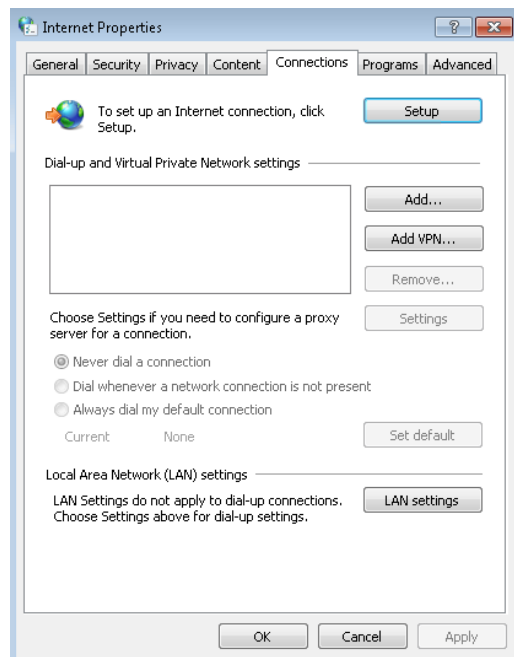 Internet Properties
General Security Privacy Content Connections Programs Advanced
To set up an Internet connection, click
Setup.
Setup
Dial-up and Virtual Private Network settings
Add...
Add VPN...
Remove...
Choose Settings if you need to configure a proxy
server for a connection.
Settings
Never dial a connection
Dial whenever a network connection is not present
Always dial my default connection
Current None
Set default
Local Area Network (LAN) settings
LAN Settings do not apply to dial-up connections.
Choose Settings above for dial-up settings.
LAN settings
OK Cancel Apply